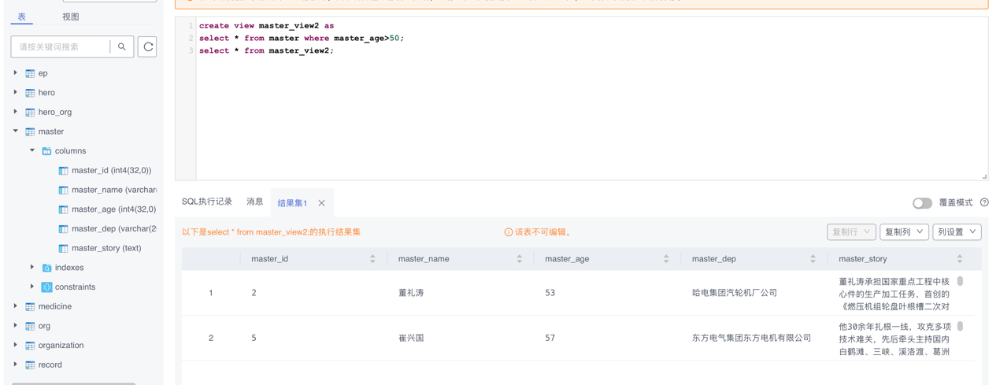 表 视图
请按关键词搜索
ep
hero
hero_org
master
columns
master_id (int4(32,0))
master_name (varchar
master_age (int4(32,0)
master_dep (varchar(2
master_story (text)
indexes
constraints
medicine
org
organization
record
1 create view master_view2 as
2 select * from master where master_age>50;
3 select * from master_view2;
SQL执行记录 消息 结果集1 覆盖模式
以下是select * from master_view2;的执行结果集 该表不可编辑。 复制行 复制列 列设置
master_id master_name master_age master_dep master_story
1 2 董礼涛 53 哈电集团汽轮机厂公司 董礼涛承担国家重点工程中核
心件的生产加工任务，首创的
《燃压机组轮盘叶根槽二次对
2 5 崔兴国 57 东方电气集团东方电机有限公司 他30余年扎根一线，攻克多项
技术难关，先后牵头主持国内
白鹤滩、三峡、溪洛渡、葛洲